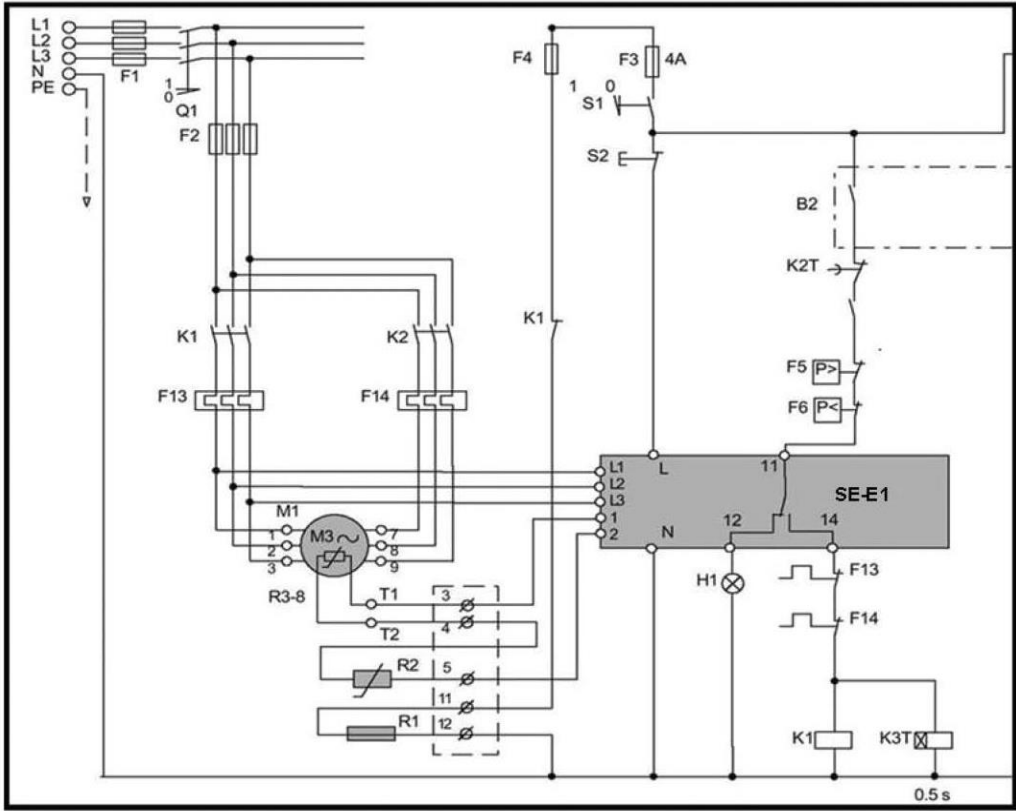 L1
L2
L3
N
PE
F1
1
0
Q1
F2
F4
F3 4A
1 0
S1
S2
B2
K2T
K1
K2
K1
F5 P>
F13
F14
F6 P<
L1 L 11
L2
SE-E1
L3
1
2 N 12 14
M1
1 M3 ~ 7
2 8
3 9
R3-8
T1 3
T2 4
H1
F13
F14
R2 5
11
R1 12
K1
K3T
0.5 s